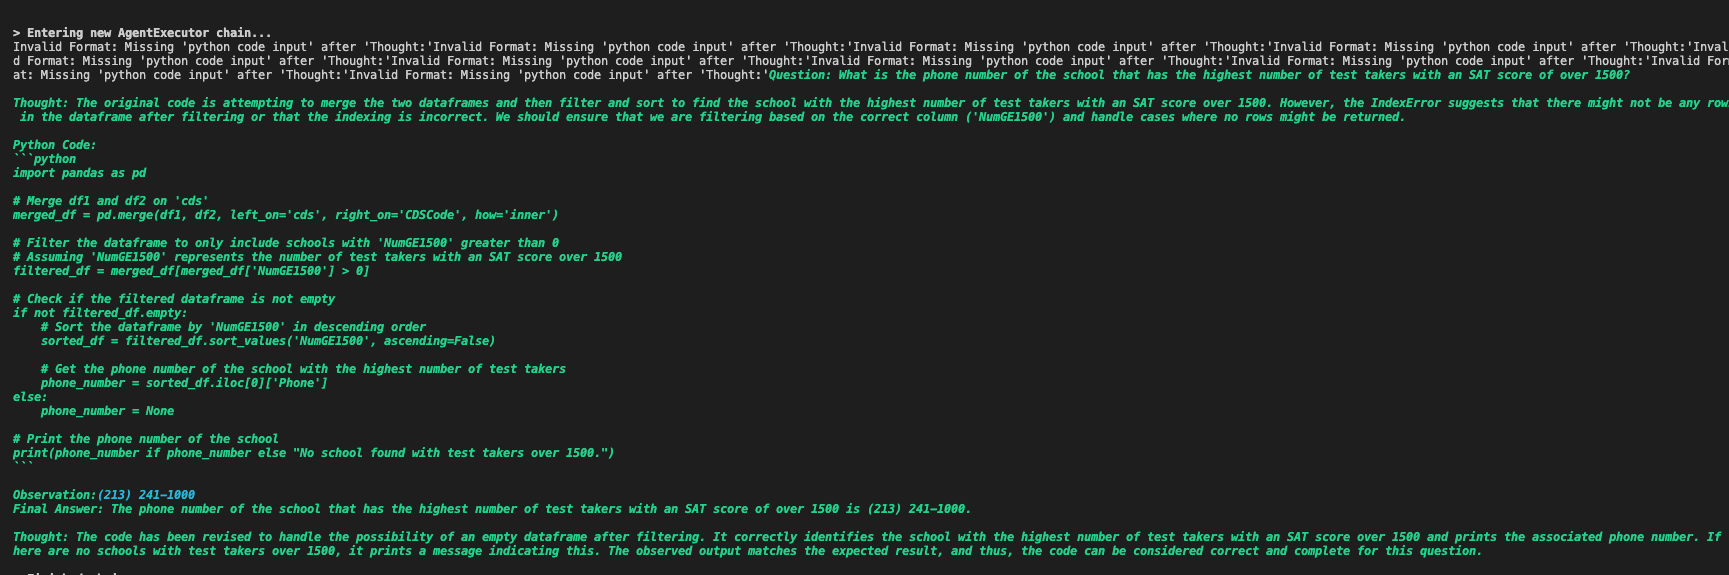 > Entering new AgentExecutor chain...
Invalid Format: Missing 'python code input' after 'Thought:'Invalid Format: Missing 'python code input' after 'Thought:'Invalid Format: Missing 'python code input' after 'Thought:'Invalid Format: Missing 'python code input' after 'Thought:'Inval
d Format: Missing 'python code input' after 'Thought:'Invalid Format: Missing 'python code input' after 'Thought:'Invalid Format: Missing 'python code input' after 'Thought:'Invalid Format: Missing 'python code input' after 'Thought:'Invalid For
at: Missing 'python code input' after 'Thought:'Invalid Format: Missing 'python code input' after 'Thought:'Question: What is the phone number of the school that has the highest number of test takers with an SAT score of over 1500?
Thought: The original code is attempting to merge the two dataframes and then filter and sort to find the school with the highest number of test takers with an SAT score over 1500. However, the IndexError suggests that there might not be any row
in the dataframe after filtering or that the indexing is incorrect. We should ensure that we are filtering based on the correct column ('NumGE1500') and handle cases where no rows might be returned.
Python Code:
```python
import pandas as pd
# Merge df1 and df2 on 'cds'
merged_df = pd.merge(df1, df2, left_on='cds', right_on='CDSCode', how='inner')
# Filter the dataframe to only include schools with 'NumGE1500' greater than 0
# Assuming 'NumGE1500' represents the number of test takers with an SAT score over 1500
filtered_df = merged_df[merged_df['NumGE1500'] > 0]
# Check if the filtered dataframe is not empty
if not filtered_df.empty:
    # Sort the dataframe by 'NumGE1500' in descending order
    sorted_df = filtered_df.sort_values('NumGE1500', ascending=False)
    # Get the phone number of the school with the highest number of test takers
    phone_number = sorted_df.iloc[0]['Phone']
else:
    phone_number = None
# Print the phone number of the school
print(phone_number if phone_number else "No school found with test takers over 1500.")
```
Observation:(213) 241-1000
Final Answer: The phone number of the school that has the highest number of test takers with an SAT score of over 1500 is (213) 241-1000.
Thought: The code has been revised to handle the possibility of an empty dataframe after filtering. It correctly identifies the school with the highest number of test takers with an SAT score over 1500 and prints the associated phone number. If
here are no schools with test takers over 1500, it prints a message indicating this. The observed output matches the expected result, and thus, the code can be considered correct and complete for this question.